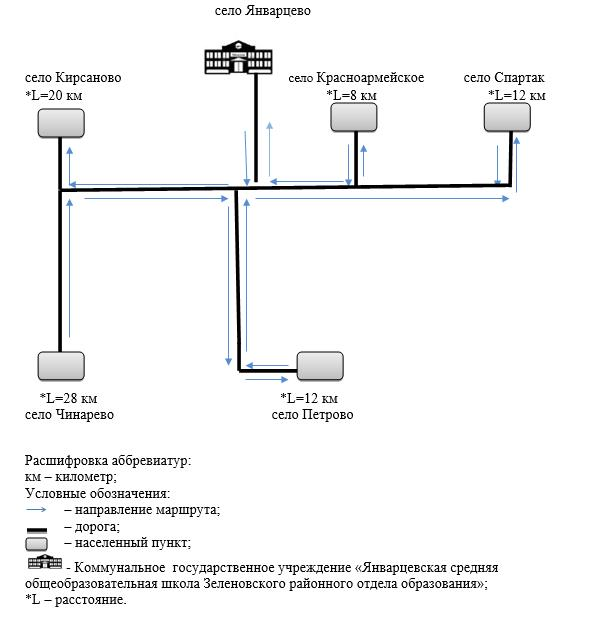 село Январцево
село Кирсаново
*L=20 км
село Красноармейское
*L=8 км
село Спартак
*L=12 км
*L=28 км
село Чинарево
*L=12 км
село Петрово
Расшифровка аббревиатур:
км – километр;
Условные обозначения:
– направление маршрута;
– дорога;
– населенный пункт;
- Коммунальное государственное учреждение «Январцевская средняя
общеобразовательная школа Зеленовского районного отдела образования»;
*L – расстояние.